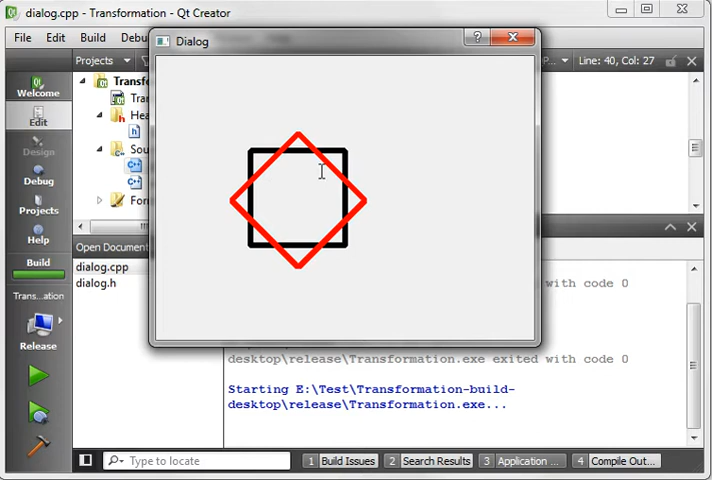 dialog.cpp - Transformation - Qt Creator
File Edit Build Debu
Dialog
?
Projects
Line: 40, Col: 27
Welcome
Edit
Design
Debug
Projects
Help
Build
Trans...ation
Release
Transf
Tra
Hea
h
Sou
C++
C++
For
Open Document
dialog.cpp
dialog.h
with code 0
desktop\release\Transformation.exe exited with code 0
Starting E:\Test\Transformation-build-
desktop\release\Transformation.exe...
Type to locate
1 Build Issues 2 Search Results 3 Application ... 4 Compile Out...